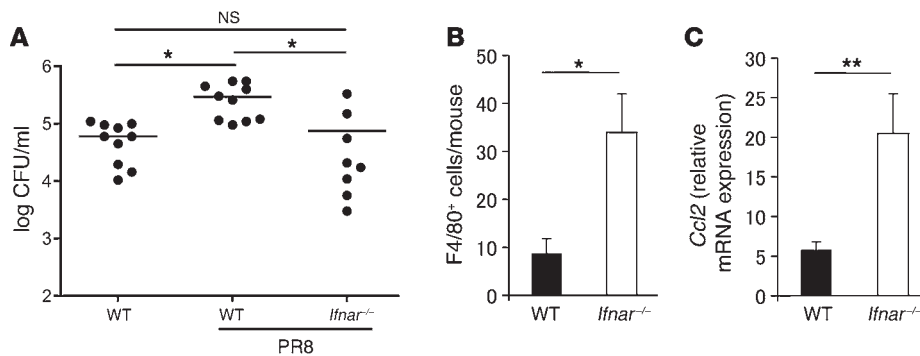 A
NS
*
*
log CFU/ml
6
5
4
3
2
WT
WT
Ifnar⁻/⁻
PR8
B
F4/80⁺ cells/mouse
50
40
30
20
10
0
*
WT
Ifnar⁻/⁻
C
Ccl2 (relative
mRNA expression)
30
25
20
15
10
5
0
**
WT
Ifnar⁻/⁻